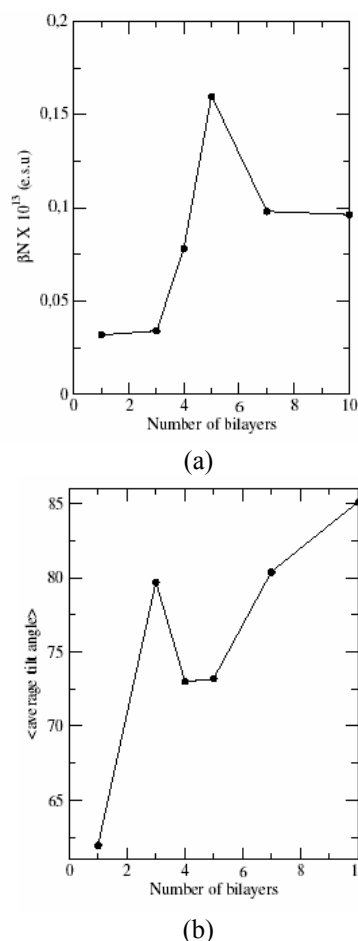 0,2
0,15
0,1
0,05
0
βN X 10¹³ (e.s.u)
0 2 4 6 8 10
Number of bilayers
(a)
85
80
75
70
65
<average tilt angle>
0 2 4 6 8 1
Number of bilayers
(b)